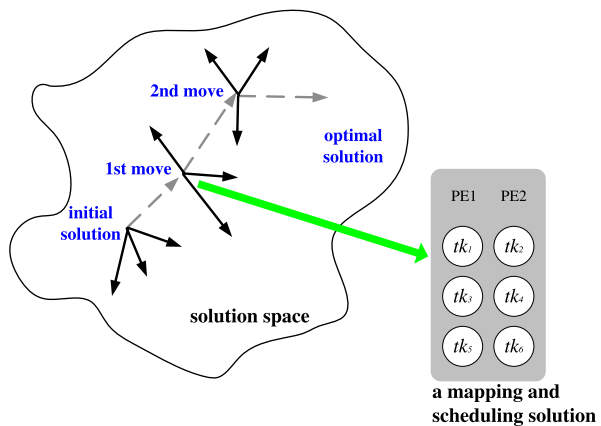 2nd move
optimal
solution
1st move
initial
solution
solution space
PE1 PE2
tk1 tk2
tk3 tk4
tk5 tk6
a mapping and
scheduling solution